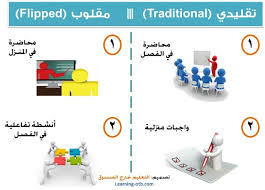 تقليدي (Traditional) ||| مقلوب (Flipped)
١
محاضرة
في الفصل
٢
واجبات منزلية
١
محاضرة
في المنزل
٢
أنشطة تفاعلية
في الفصل
تصميم: التعليم خارج الصندوق
Learning-otb.com